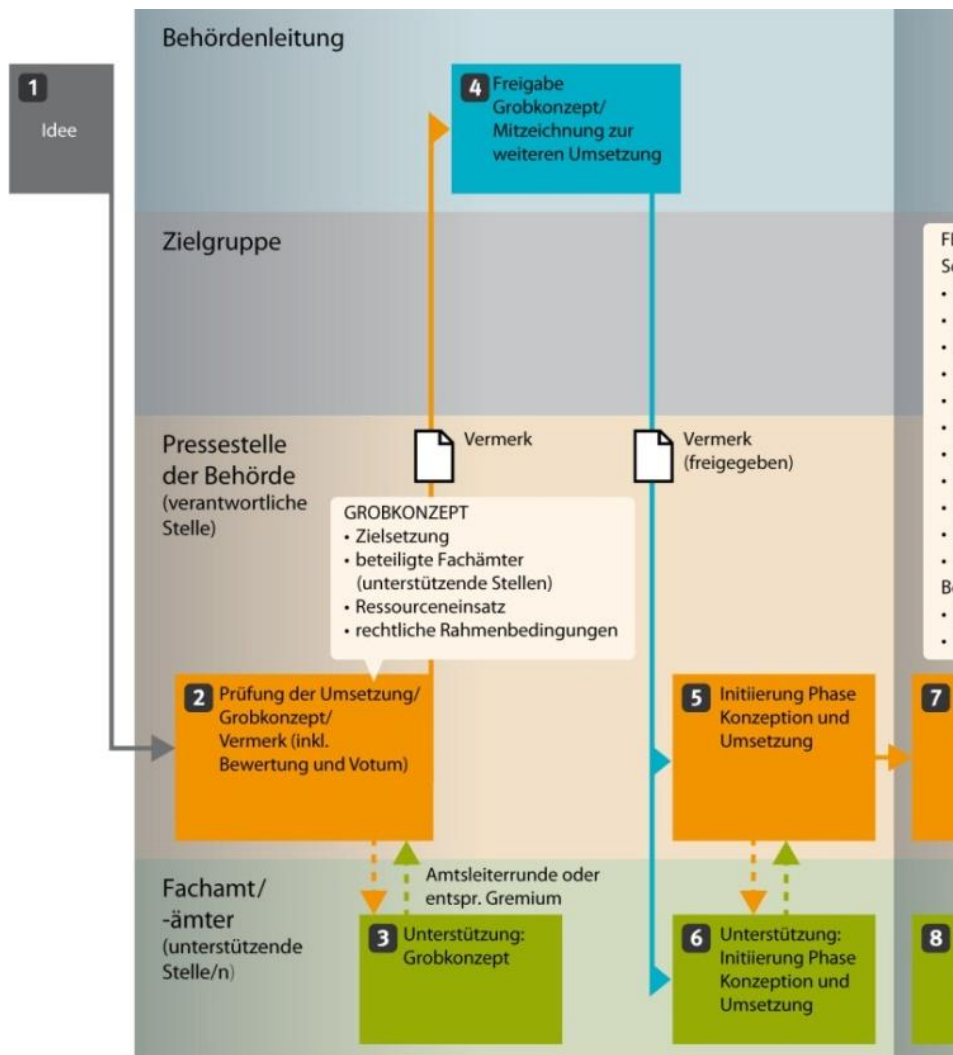 Behördenleitung
1
Idee
4
Freigabe
Grobkonzept/
Mitzeichnung zur
weiteren Umsetzung
Zielgruppe
Pressestelle
der Behörde
(verantwortliche
Stelle)
Vermerk
Vermerk
(freigegeben)
GROBKONZEPT
• Zielsetzung
• beteiligte Fachämter
(unterstützende Stellen)
• Ressourceneinsatz
• rechtliche Rahmenbedingungen
2
Prüfung der Umsetzung/
Grobkonzept/
Vermerk (inkl.
Bewertung und Votum)
5
Initiierung Phase
Konzeption und
Umsetzung
7
Fachamt/
-ämter
(unterstützende
Stelle/n)
Amtsleiterrunde oder
entspr. Gremium
3
Unterstützung:
Grobkonzept
6
Unterstützung:
Initiierung Phase
Konzeption und
Umsetzung
8